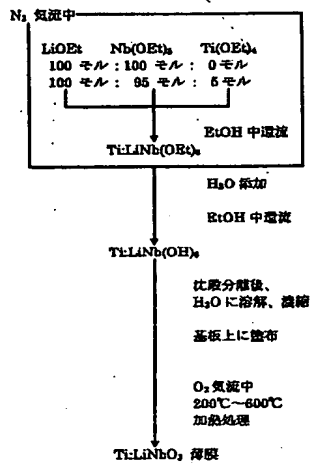 N₂ 気流中
LiOEt Nb(OEt)₅ Ti(OEt)₄
100 モル : 100 モル : 0 モル
100 モル : 95 モル : 5 モル
EtOH 中還流
Ti:LiNb(OEt)₆
H₂O 添加
EtOH 中還流
Ti:LiNb(OH)₆
沈殿分離後、
H₂O に溶解、濃縮
基板上に塗布
O₂ 気流中
200℃〜600℃
加熱処理
Ti:LiNbO₃ 薄膜